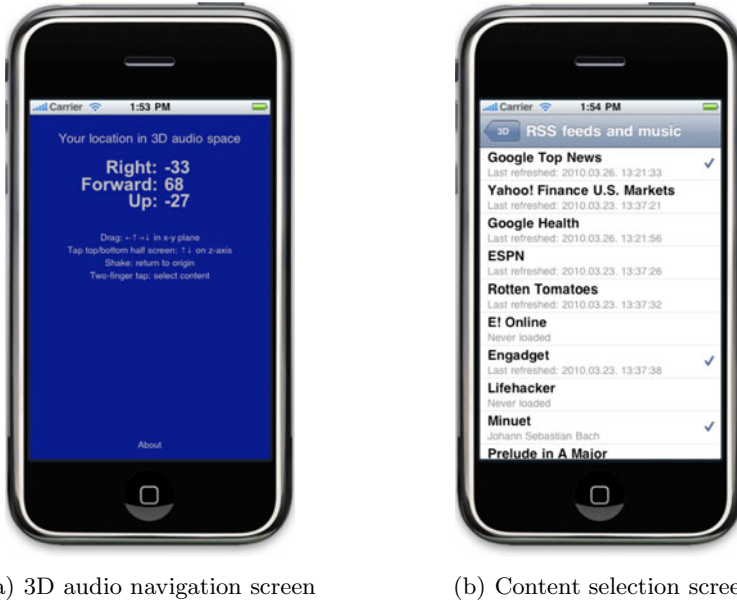 Carrier 1:53 PM
Your location in 3D audio space
Right: -33
Forward: 68
Up: -27
Drag: ←↑→↓ in x-y plane
Tap top/bottom half screen: ↑↓ on z-axis
Shake: return to origin
Two-finger tap: select content
About
a) 3D audio navigation screen
Carrier 1:54 PM
3D RSS feeds and music
Google Top News
Last refreshed: 2010.03.26. 13:21:33
Yahoo! Finance U.S. Markets
Last refreshed: 2010.03.23. 13:37:21
Google Health
Last refreshed: 2010.03.26. 13:21:56
ESPN
Last refreshed: 2010.03.23. 13:37:26
Rotten Tomatoes
Last refreshed: 2010.03.23. 13:37:32
E! Online
Never loaded
Engadget
Last refreshed: 2010.03.23. 13:37:38
Lifehacker
Never loaded
Minuet
Johann Sebastian Bach
Prelude in A Major
(b) Content selection scree